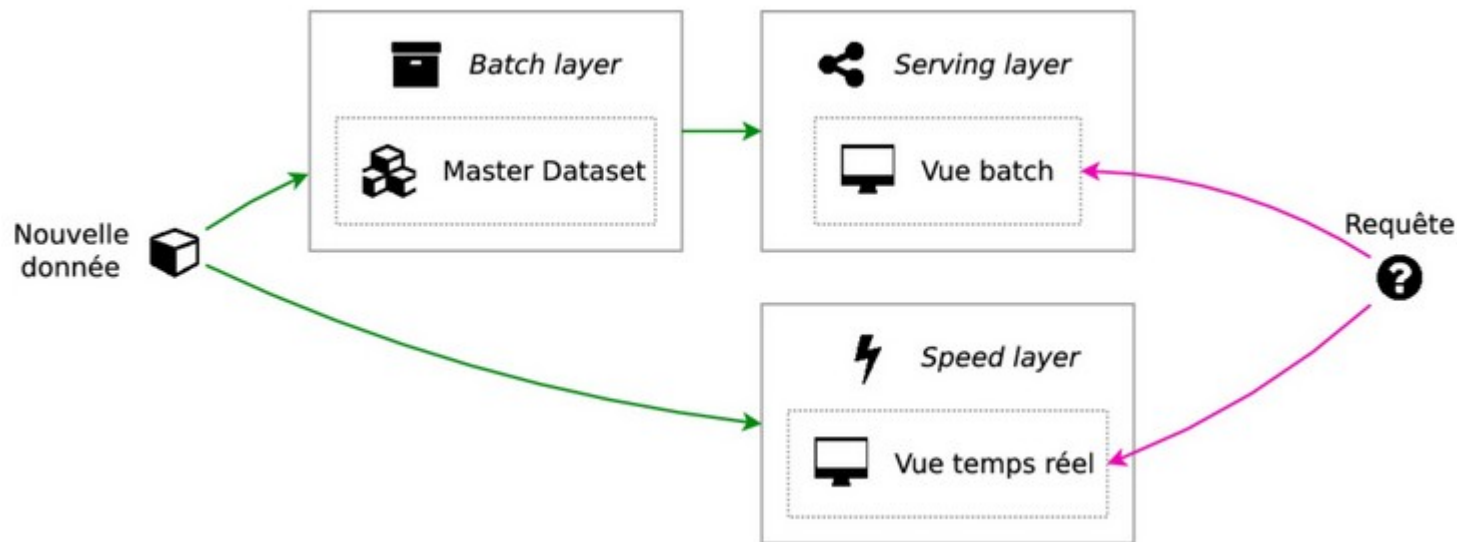 Batch layer
Master Dataset
Serving layer
Vue batch
Nouvelle
donnée
Requête
?
Speed layer
Vue temps réel